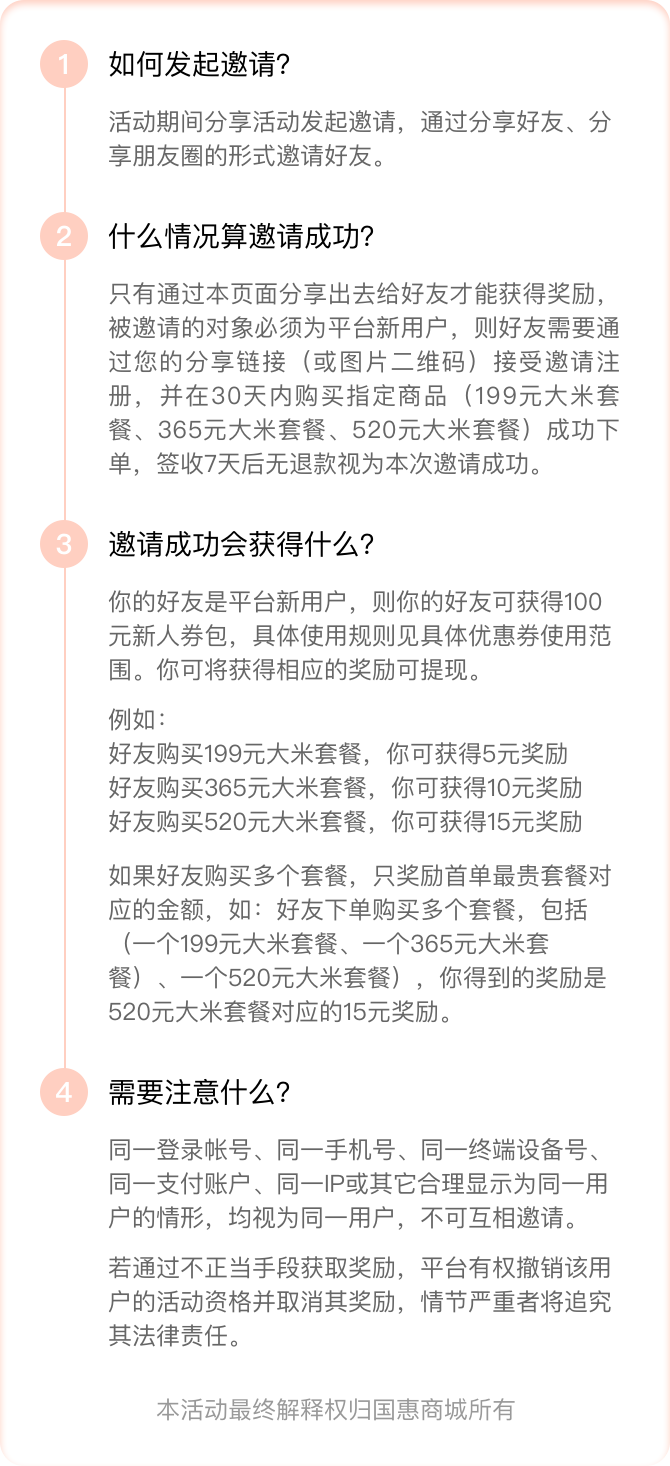 1 如何发起邀请？
活动期间分享活动发起邀请，通过分享好友、分
享朋友圈的形式邀请好友。
2 什么情况算邀请成功？
只有通过本页面分享出去给好友才能获得奖励，
被邀请的对象必须为平台新用户，则好友需要通
过您的分享链接（或图片二维码）接受邀请注
册，并在30天内购买指定商品（199元大米套
餐、365元大米套餐、520元大米套餐）成功下
单，签收7天后无退款视为本次邀请成功。
3 邀请成功会获得什么？
你的好友是平台新用户，则你的好友可获得100
元新人券包，具体使用规则见具体优惠券使用范
围。你可将获得相应的奖励可提现。
例如：
好友购买199元大米套餐，你可获得5元奖励
好友购买365元大米套餐，你可获得10元奖励
好友购买520元大米套餐，你可获得15元奖励
如果好友购买多个套餐，只奖励首单最贵套餐对
应的金额，如：好友下单购买多个套餐，包括
（一个199元大米套餐、一个365元大米套
餐）、一个520元大米套餐），你得到的奖励是
520元大米套餐对应的15元奖励。
4 需要注意什么？
同一登录帐号、同一手机号、同一终端设备号、
同一支付账户、同一IP或其它合理显示为同一用
户的情形，均视为同一用户，不可互相邀请。
若通过不正当手段获取奖励，平台有权撤销该用
户的活动资格并取消其奖励，情节严重者将追究
其法律责任。
本活动最终解释权归国惠商城所有